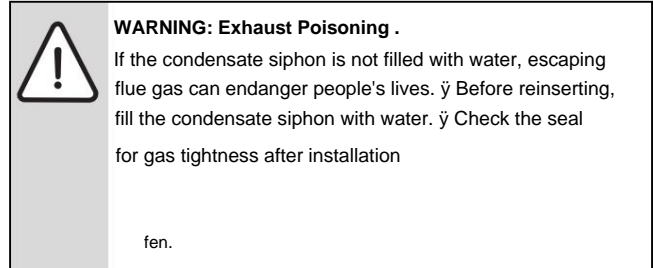 WARNING: Exhaust Poisoning .
If the condensate siphon is not filled with water, escaping
flue gas can endanger people's lives. ÿ Before reinserting,
fill the condensate siphon with water. ÿ Check the seal
for gas tightness after installation
fen.